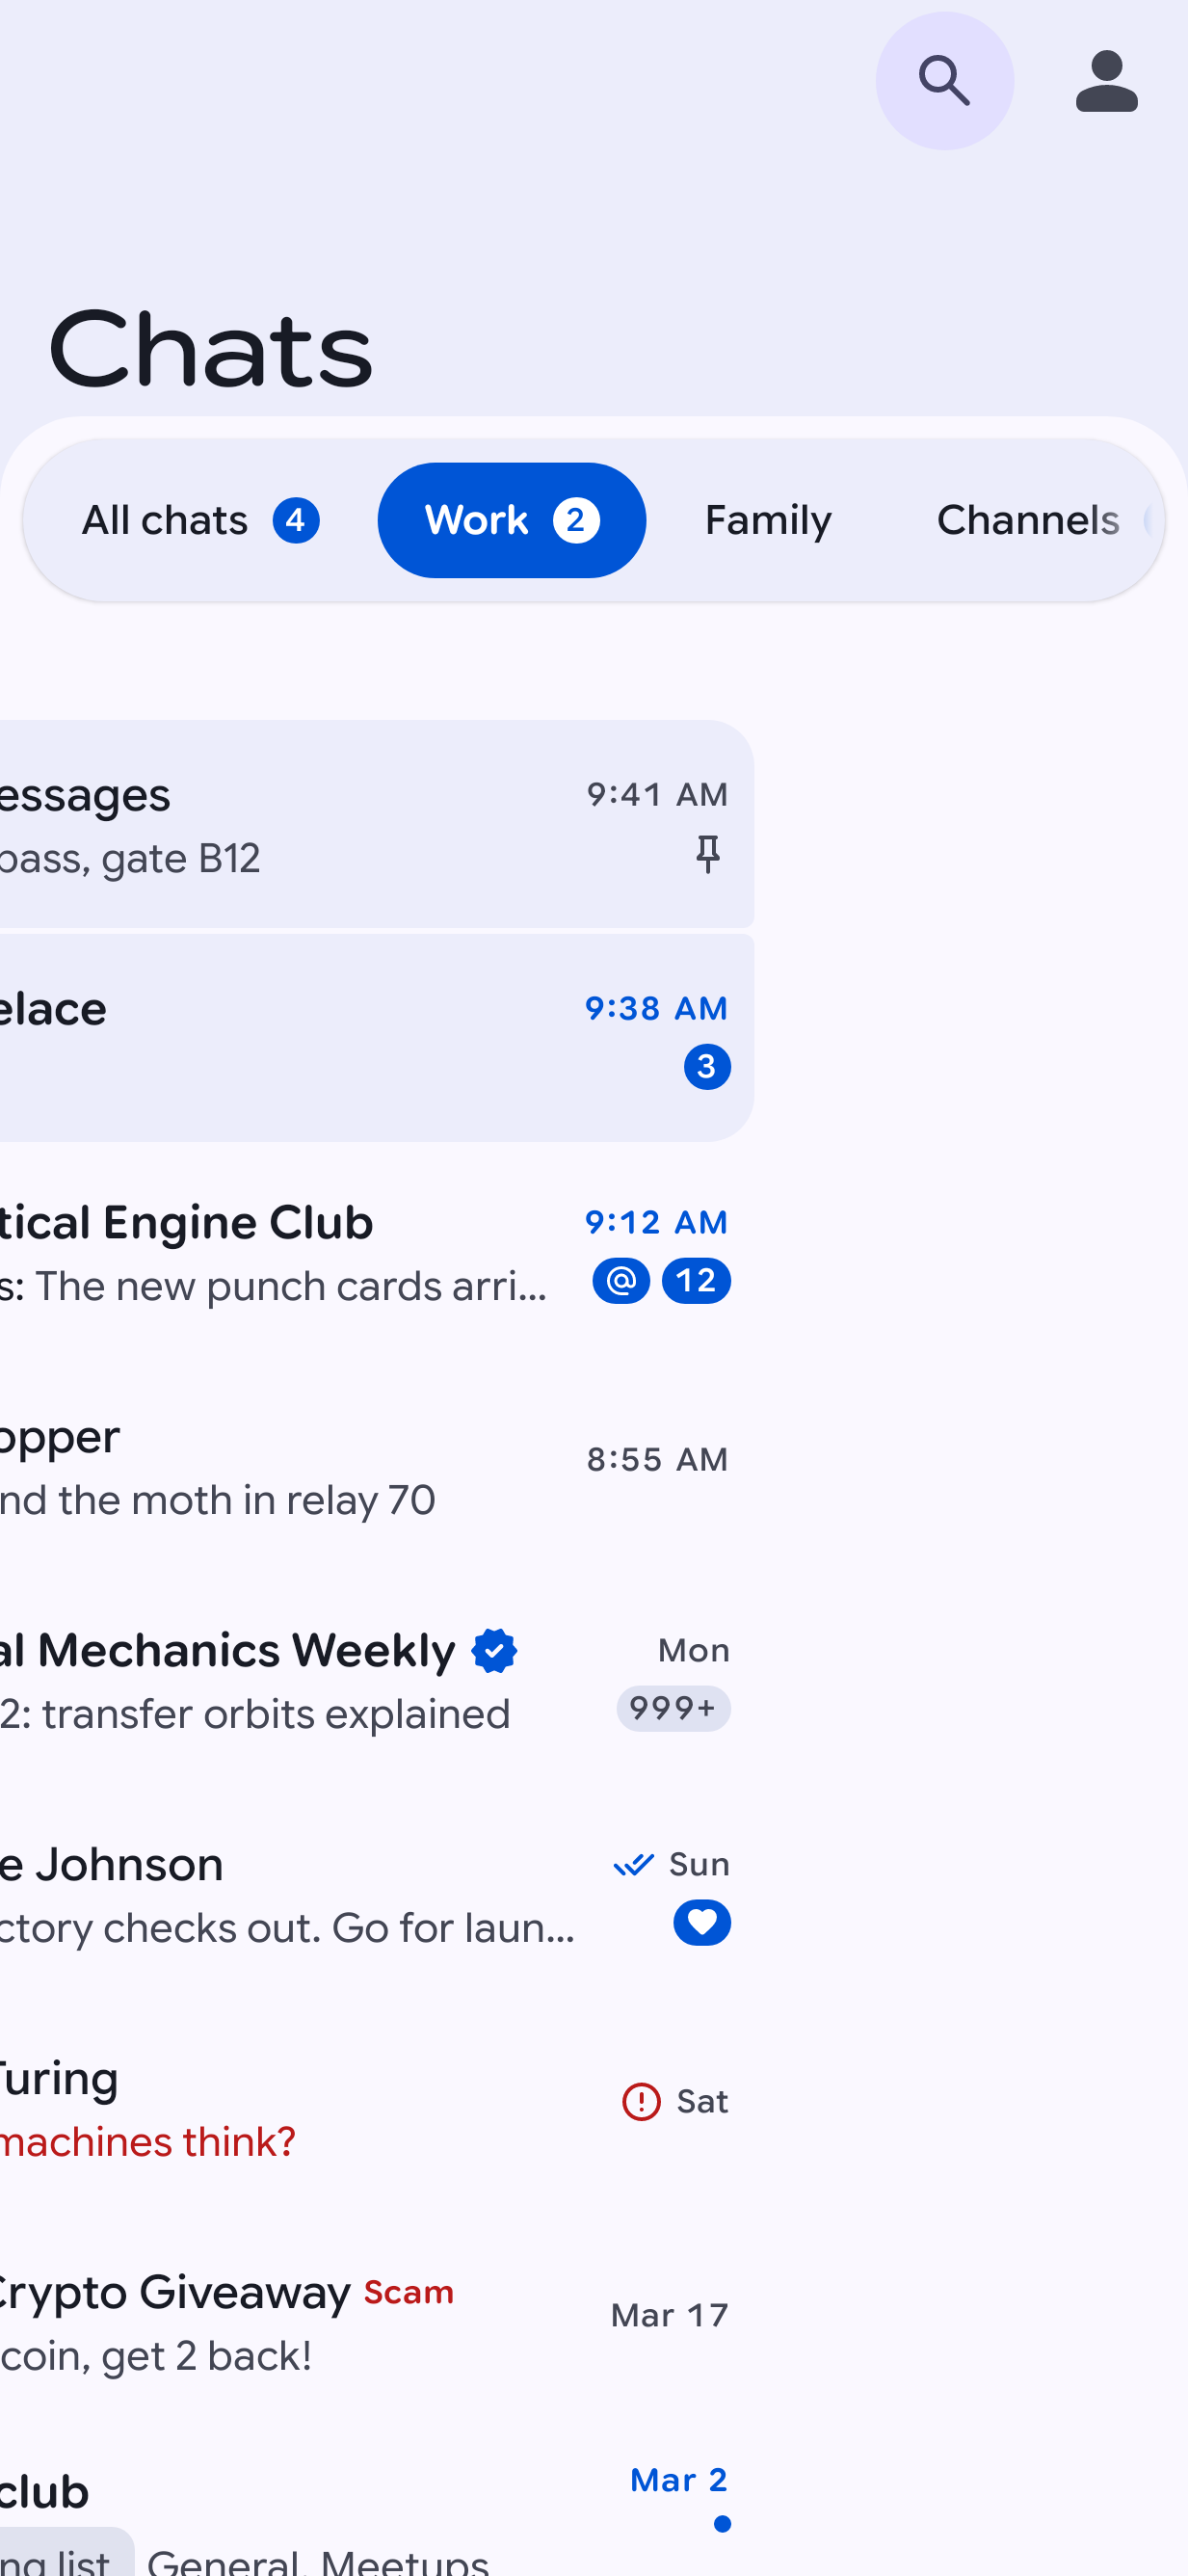 Chats
All chats 4 Work 2 Family Channels
essages 9:41 AM
pass, gate B12
elace 9:38 AM
3
tical Engine Club 9:12 AM
s: The new punch cards arri... @ 12
opper 8:55 AM
nd the moth in relay 70
al Mechanics Weekly Mon
2: transfer orbits explained 999+
e Johnson Sun
ctory checks out. Go for laun...
Turing Sat
machines think?
Crypto Giveaway Scam Mar 17
coin, get 2 back!
club Mar 2
ng list General, Meetups